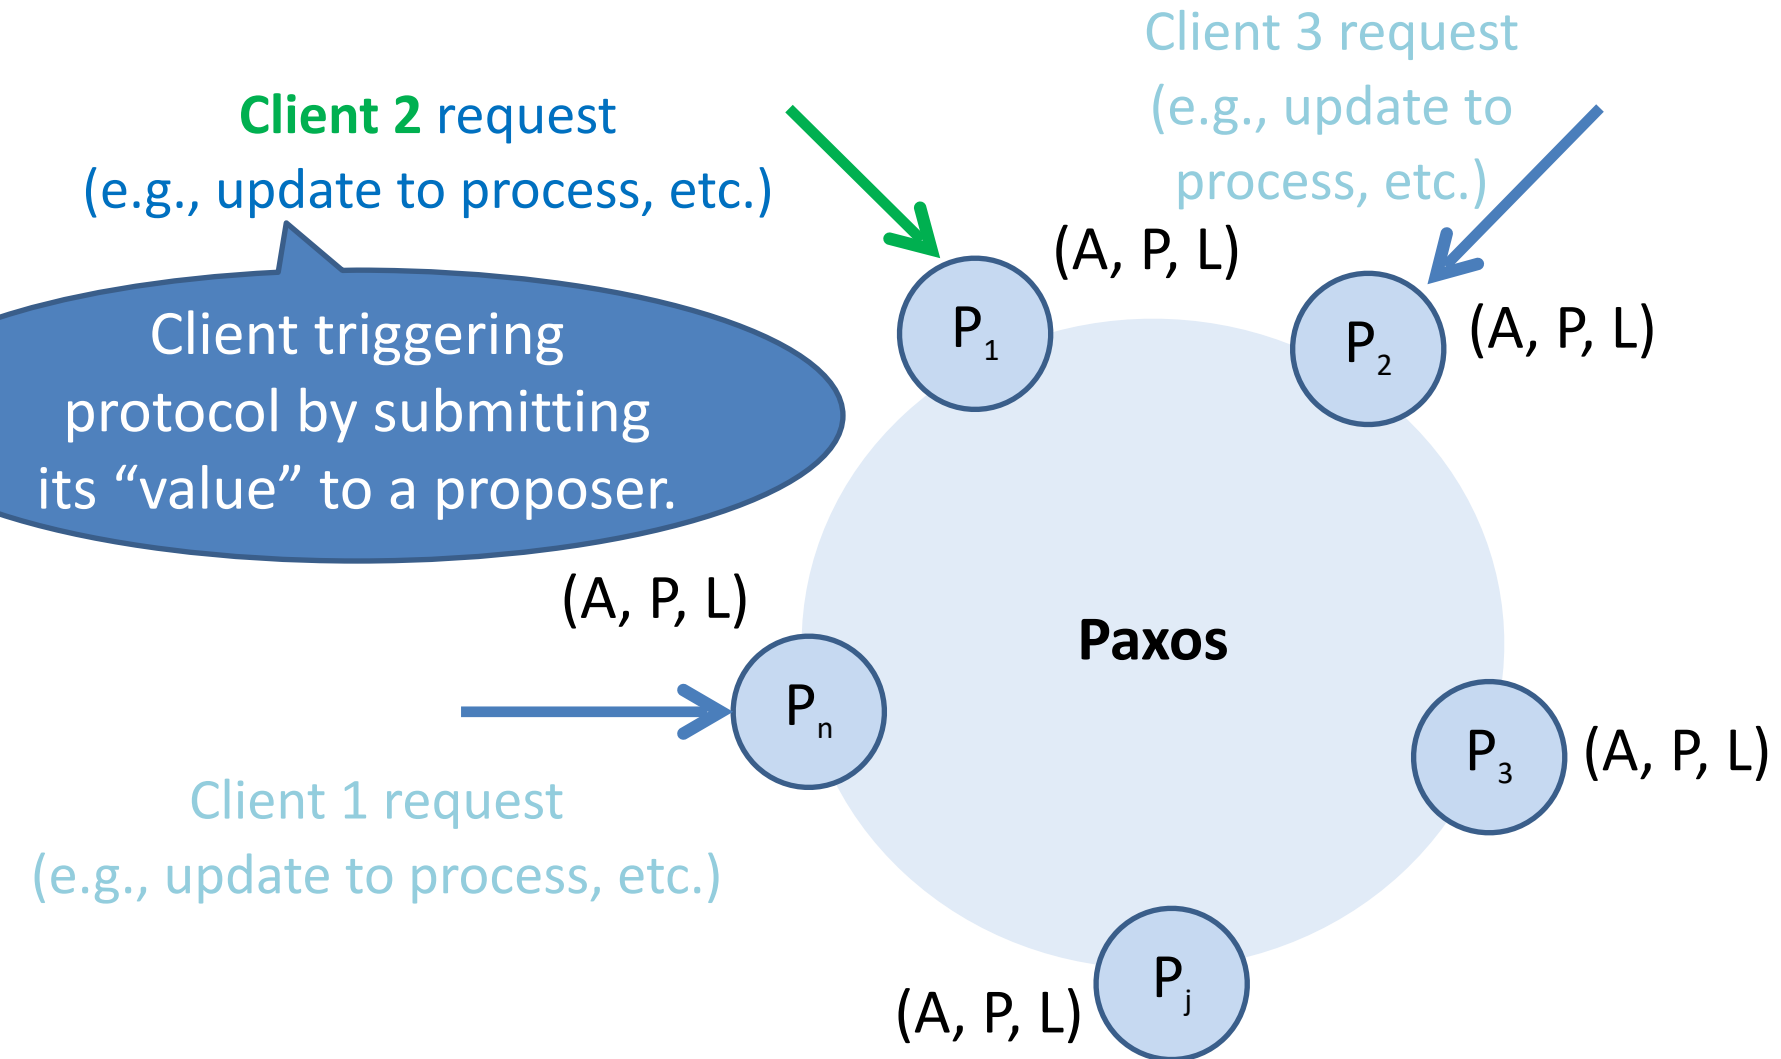 Client 3 request
(e.g., update to
process, etc.)
Client 2 request
(e.g., update to process, etc.)
Client triggering
protocol by submitting
its “value” to a proposer.
(A, P, L)
P1
P2
(A, P, L)
(A, P, L)
Paxos
Pn
P3
(A, P, L)
Client 1 request
(e.g., update to process, etc.)
Pj
(A, P, L)